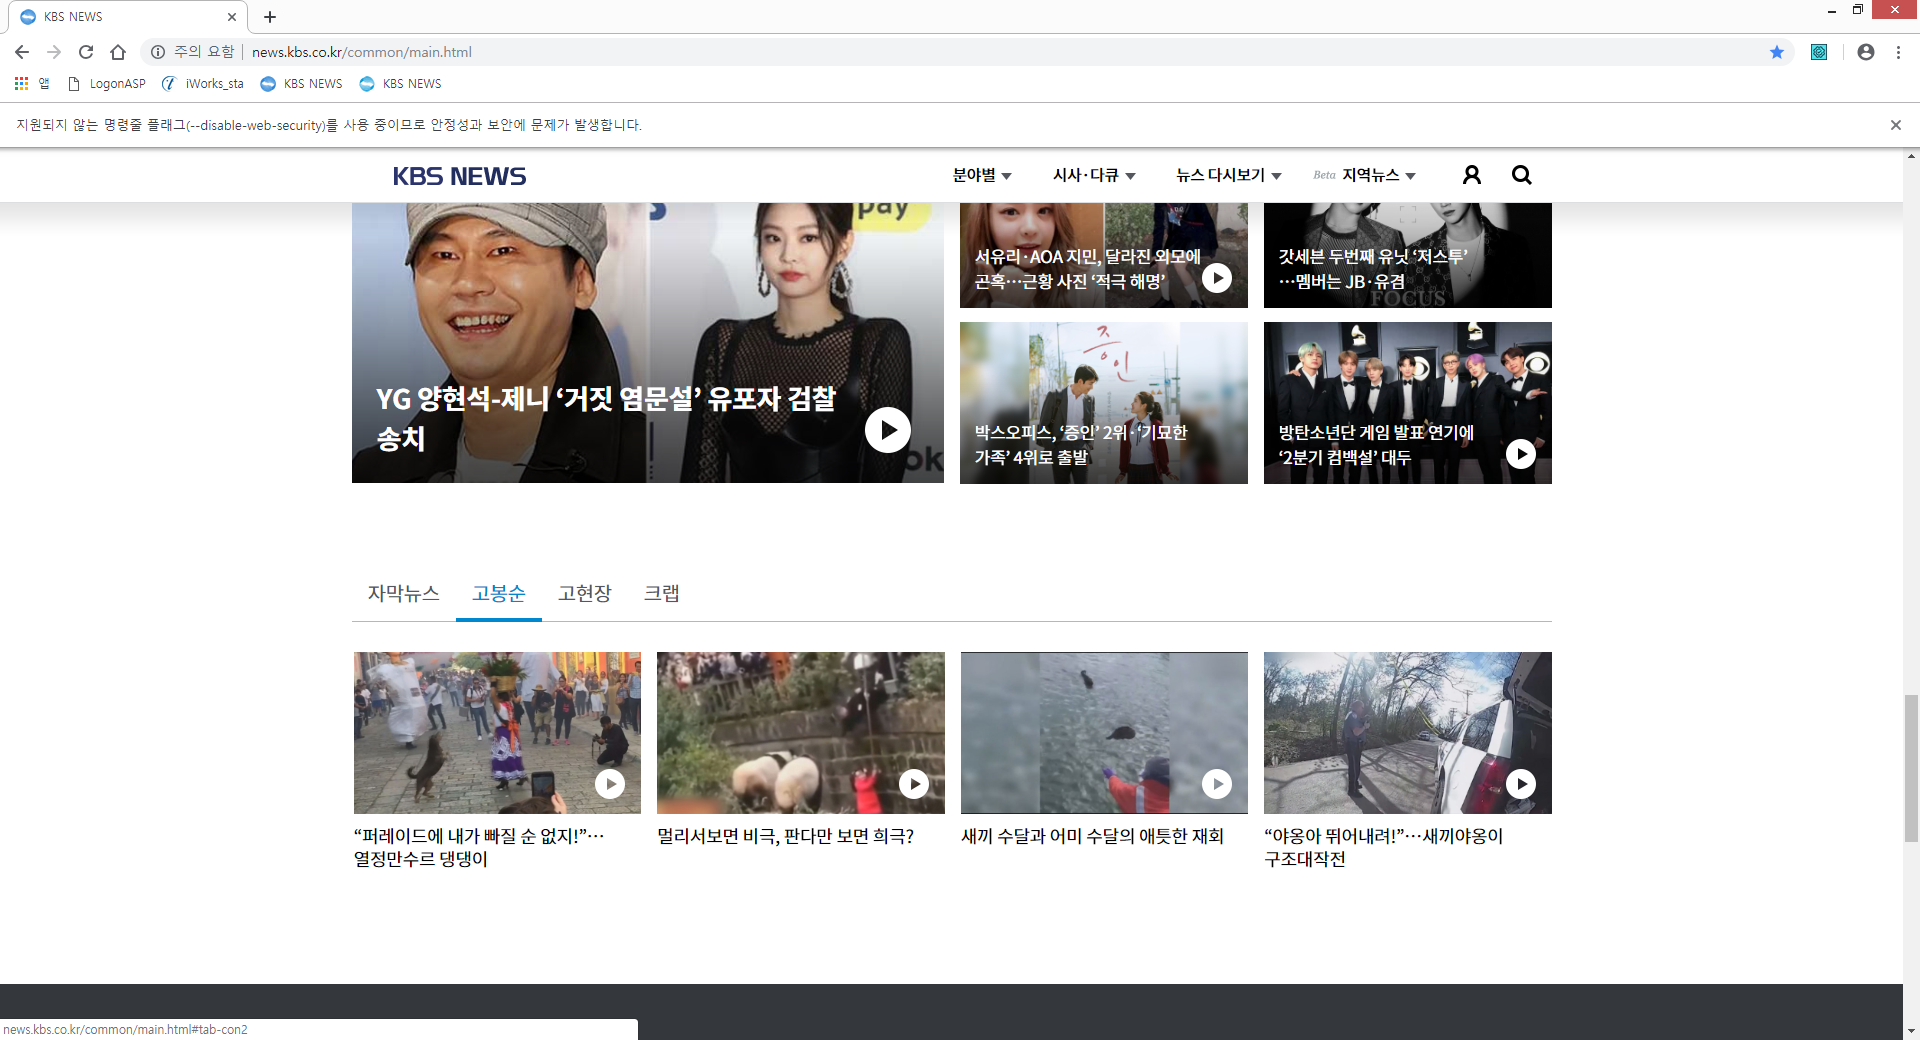 KBS NEWS
주의 요함
news.kbs.co.kr/common/main.html
앱
LogonASP
iWorks_sta
KBS NEWS
KBS NEWS
지원되지 않는 명령줄 플래그(--disable-web-security)를 사용 중이므로 안정성과 보안에 문제가 발생합니다.
KBS NEWS
분야별
시사·다큐
뉴스 다시보기
Beta 지역뉴스
pay
YG 양현석-제니 ‘거짓 염문설’ 유포자 검찰
송치
ok
서유리·AOA 지민, 달라진 외모에
곤혹…근황 사진 ‘적극 해명’
갓세븐 두번째 유닛 ‘저스투’
…멤버는 JB·유겸
FOCUS
증인
박스오피스, ‘증인’ 2위·‘기묘한
가족’ 4위로 출발
방탄소년단 게임 발표 연기에
‘2분기 컴백설’ 대두
자막뉴스
고봉순
고현장
크랩
“퍼레이드에 내가 빠질 순 없지!”…
열정만수르 댕댕이
멀리서보면 비극, 판다만 보면 희극?
새끼 수달과 어미 수달의 애틋한 재회
“야옹아 뛰어내려!”…새끼야옹이
구조대작전
news.kbs.co.kr/common/main.html#tab-con2